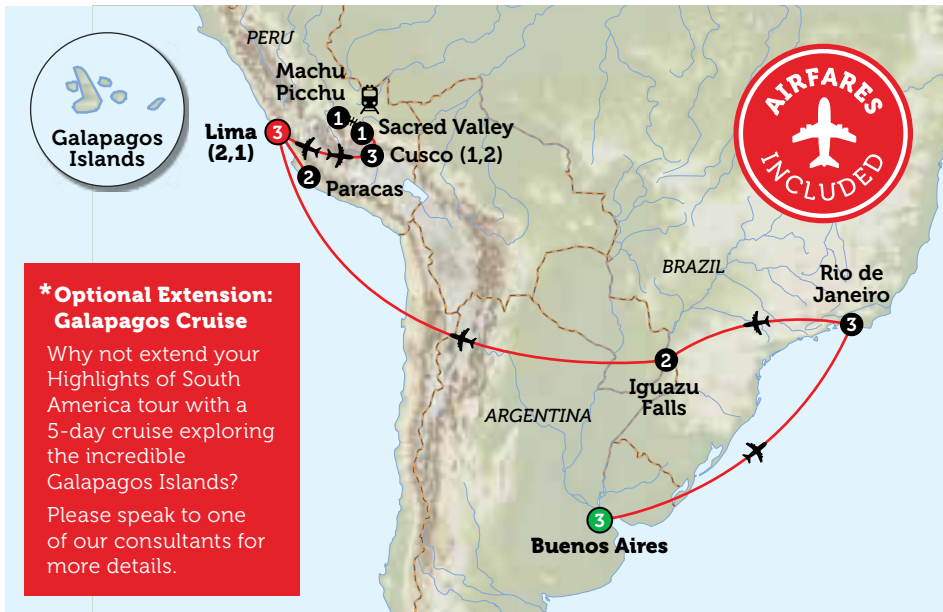 PERU
Machu
Picchu
Galapagos
Islands
Lima
(2,1)
3
1
1
Sacred Valley
3
Cusco (1,2)
2
Paracas
AIRFARES
INCLUDED
*Optional Extension:
Galapagos Cruise
Why not extend your
Highlights of South
America tour with a
5-day cruise exploring
the incredible
Galapagos Islands?
Please speak to one
of our consultants for
more details.
BRAZIL
Rio de
Janeiro
3
2
Iguazu
Falls
ARGENTINA
3
Buenos Aires